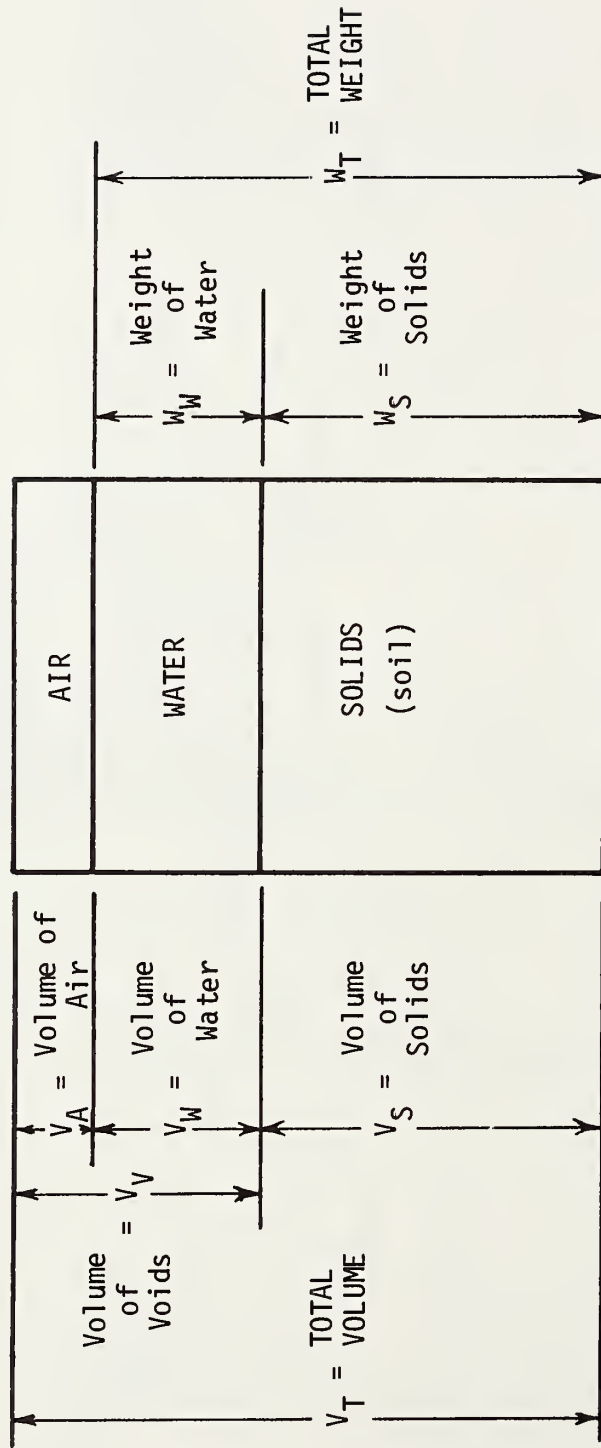 Volume
of
Voids
= V_V
V_T = TOTAL
VOLUME
V_A = Volume of
Air
V_W = Volume
of
Water
V_S = Volume
of
Solids
AIR
WATER
SOLIDS
(soil)
W_W = Weight
of
Water
W_S = Weight
of
Solids
W_T = TOTAL
WEIGHT